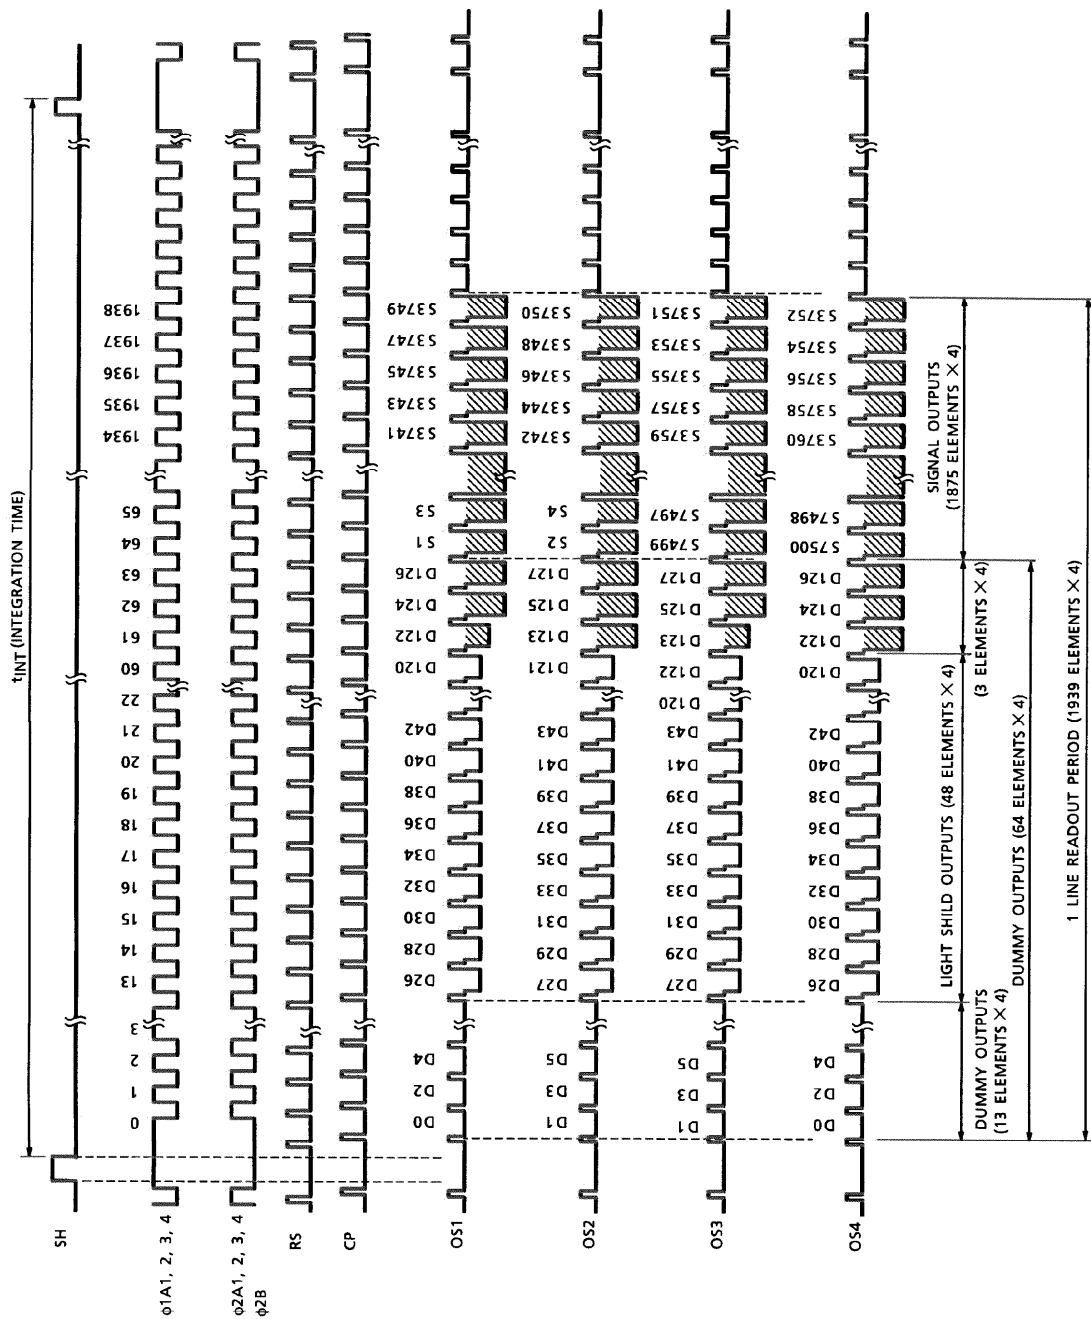 tINT (INTEGRATION TIME)
SH
0 1 2 3 13 14 15 16 17 18 19 20 21 22 60 61 62 63 64 65 1934 1935 1936 1937 1938
φ1A1, 2, 3, 4
φ2A1, 2, 3, 4
φ2B
RS
CP
D0 D2 D4 D26 D28 D30 D32 D34 D36 D38 D40 D42 D120 D122 D124 D126 S1 S3 S3741 S3743 S3745 S3747 S3749
OS1
D1 D3 D5 D27 D29 D31 D33 D35 D37 D39 D41 D43 D121 D123 D125 D127 S2 S4 S3742 S3744 S3746 S3748 S3750
OS2
D1 D3 D5 D27 D29 D31 D33 D35 D37 D39 D41 D43 D120 D122 D123 D125 D127 S7499 S7497 S3759 S3757 S3755 S3753 S3751
OS3
D0 D2 D4 D26 D28 D30 D32 D34 D36 D38 D40 D42 D120 D122 D124 D126 S7500 S7498 S3760 S3758 S3756 S3754 S3752
OS4
DUMMY OUTPUTS
(13 ELEMENTS × 4)
LIGHT SHILD OUTPUTS (48 ELEMENTS × 4)
(3 ELEMENTS × 4)
SIGNAL OUTPUTS
(1875 ELEMENTS × 4)
DUMMY OUTPUTS (64 ELEMENTS × 4)
1 LINE READOUT PERIOD (1939 ELEMENTS × 4)